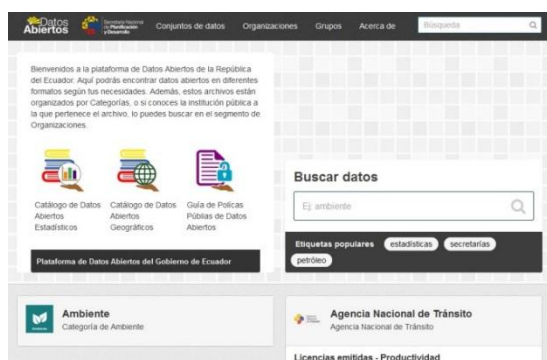 Datos
Abiertos
Secretaría Nacional
de Planificación
y Desarrollo
Conjuntos de datos
Organizaciones
Grupos
Acerca de
Búsqueda
Bienvenidos a la plataforma de Datos Abiertos de la República
del Ecuador. Aquí podrás encontrar datos abiertos en diferentes
formatos según tus necesidades. Además, estos archivos están
organizados por Categorías, o si conoces la institución pública a
la que pertenece el archivo, lo puedes buscar en el segmento de
Organizaciones.
Catálogo de Datos
Abiertos
Estadísticos
Catálogo de Datos
Abiertos
Geográficos
Guía de Polícas
Públias de Datos
Abiertos
Plataforma de Datos Abiertos del Gobierno de Ecuador
Buscar datos
Ej: ambiente
Etiquetas populares estadísticas secretarías
petróleo
Ambiente
Categoría de Ambiente
Agencia Nacional de Tránsito
Agencia Nacional de Tránsito
Licencias emitidas - Productividad